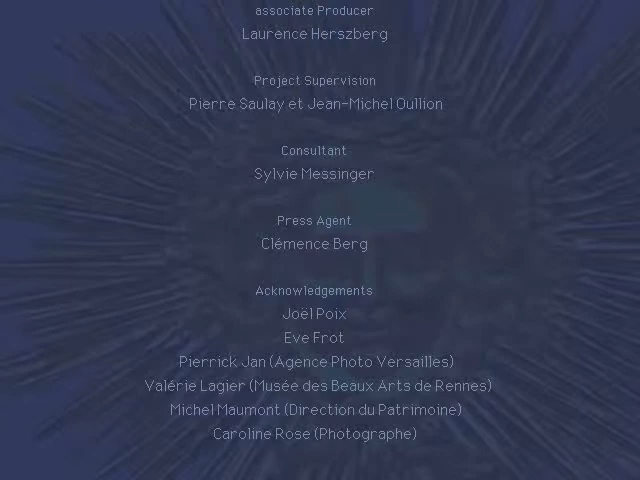 associate Producer
Laurence Herszberg
Project Supervision
Pierre Saulay et Jean-Michel Oullion
Consultant
Sylvie Messinger
Press Agent
Clémence Berg
Acknowledgements
Joël Poix
Eve Frot
Pierrick Jan (Agence Photo Versailles)
Valérie Lagier (Musée des Beaux Arts de Rennes)
Michel Maumont (Direction du Patrimoine)
Caroline Rose (Photographe)